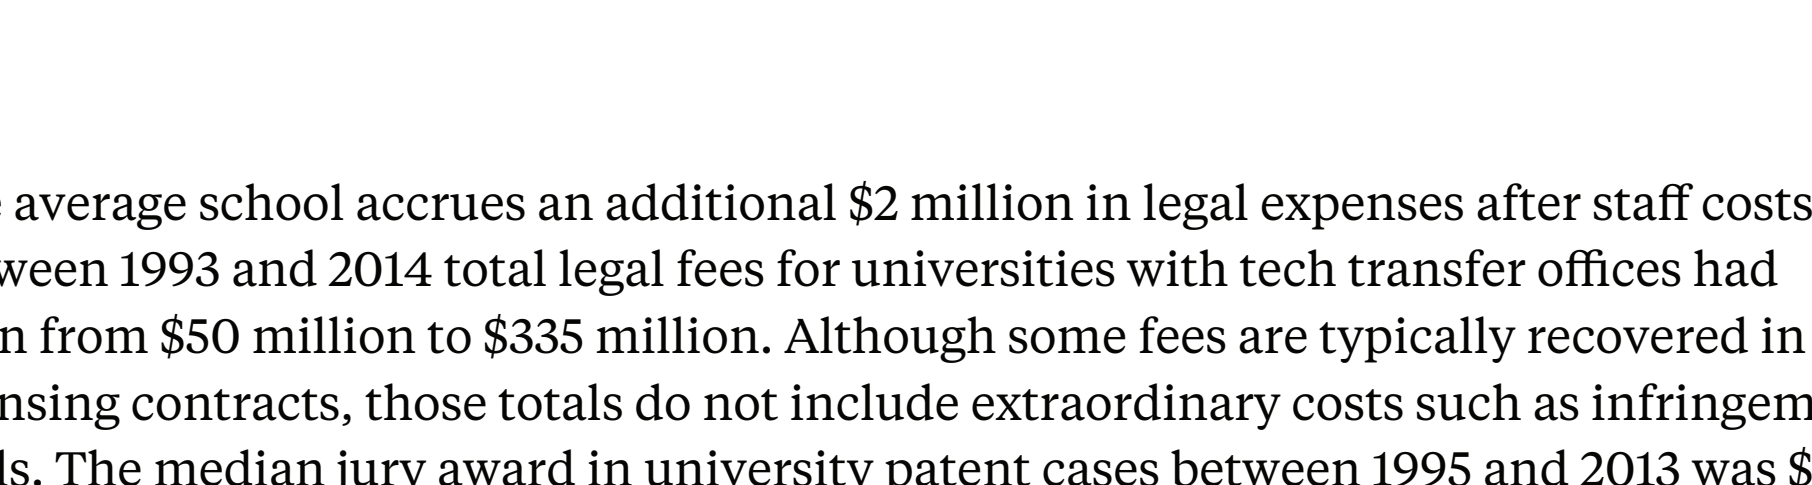 average school accrues an additional $2 million in legal expenses after staff costs
ween 1993 and 2014 total legal fees for universities with tech transfer offices had
n from $50 million to $335 million. Although some fees are typically recovered in
nsing contracts, those totals do not include extraordinary costs such as infringem
ls. The median jury award in university patent cases between 1995 and 2013 was $